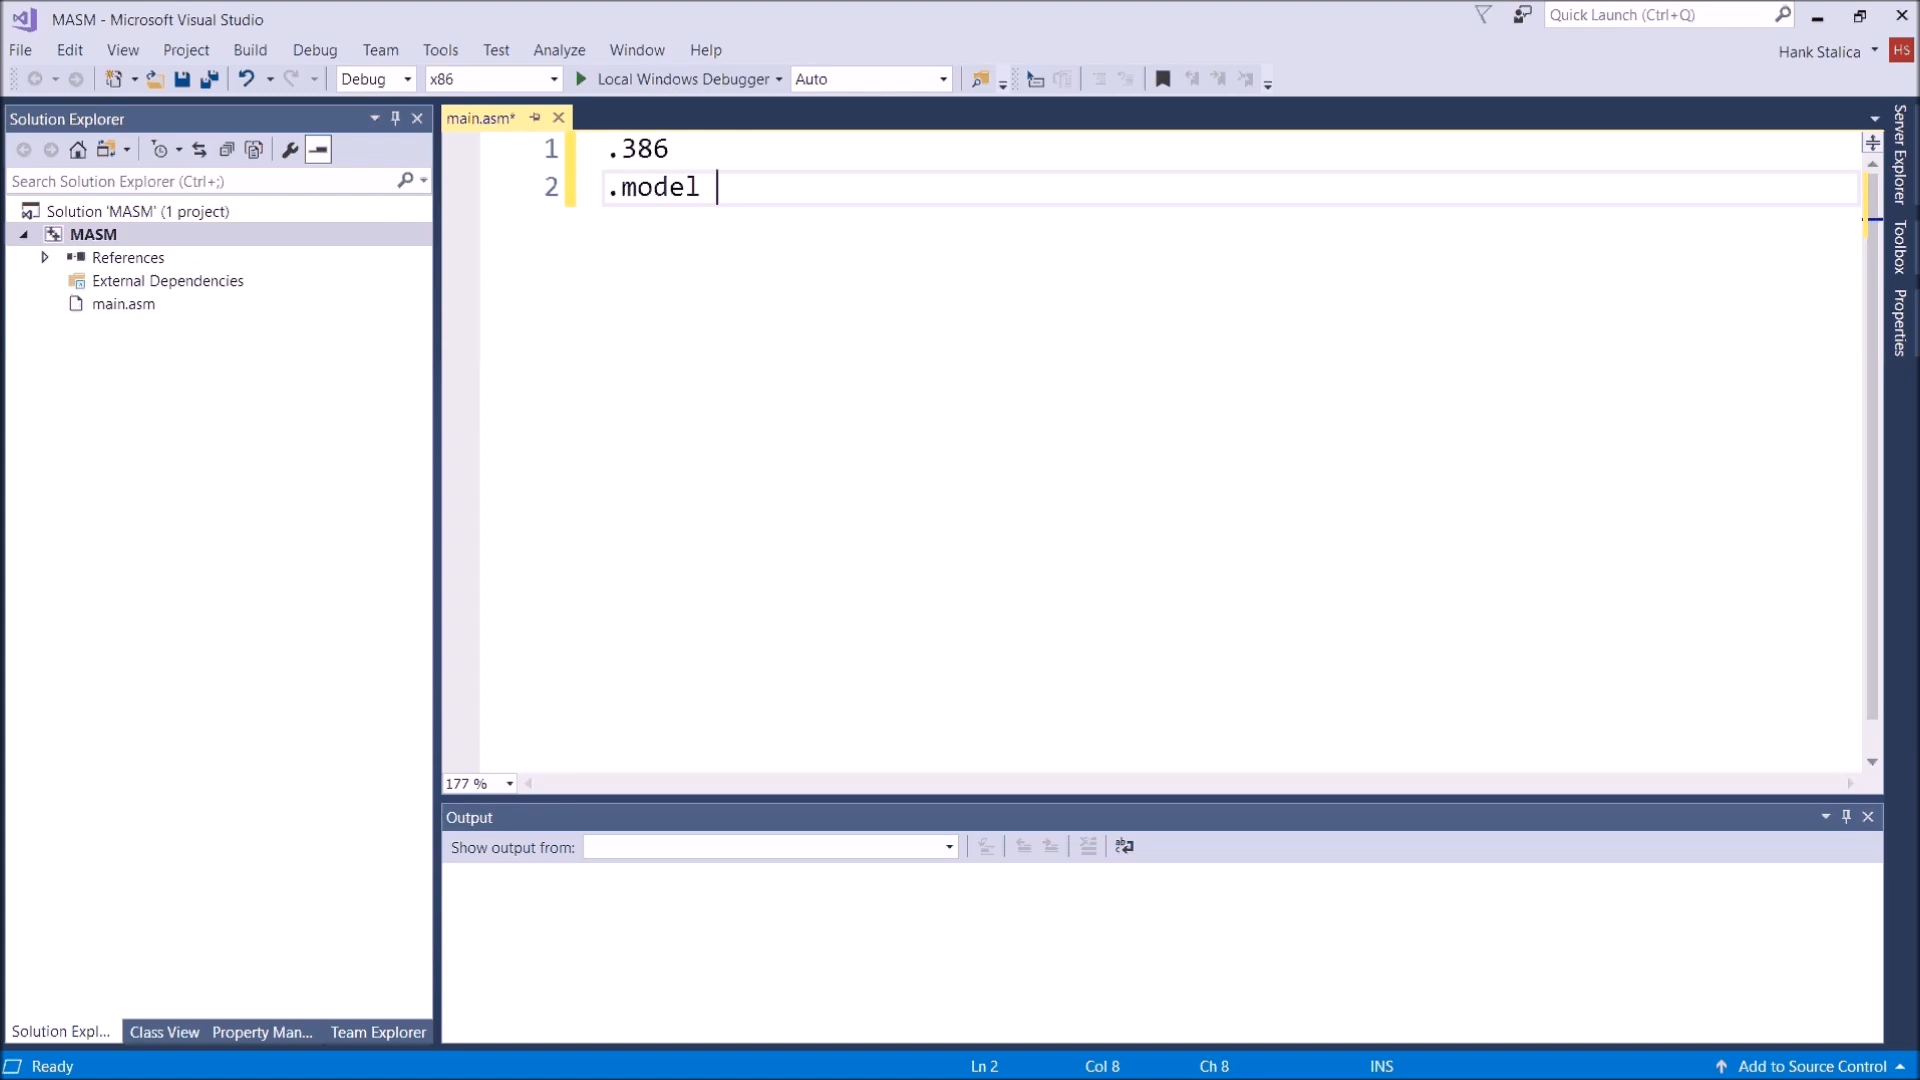 MASM - Microsoft Visual Studio
Quick Launch (Ctrl+Q)
File Edit View Project Build Debug Team Tools Test Analyze Window Help
Hank Stalica HS
Debug x86 Local Windows Debugger Auto
Solution Explorer
Search Solution Explorer (Ctrl+;)
Solution 'MASM' (1 project)
MASM
References
External Dependencies
main.asm
Solution Expl... Class View Property Man... Team Explorer
main.asm*
1 .386
2 .model
177 %
Output
Show output from:
Server Explorer
Toolbox
Properties
Ready Ln 2 Col 8 Ch 8 INS Add to Source Control